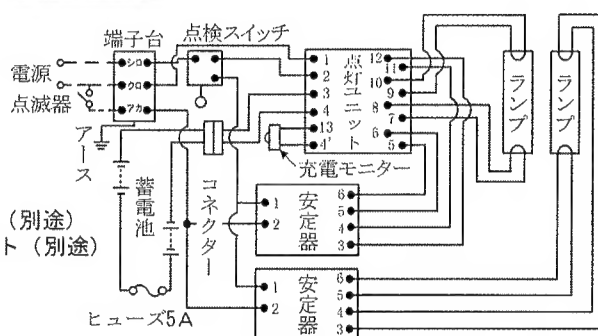 端子台
点検スイッチ
電源
点滅器
シロ
クロ
アカ
アース
蓄電池
コネクター
点灯ユニット
1
2
3
4
13
4'
12
11
10
9
8
7
6
5
充電モニター
ランプ
ランプ
安定器
1
2
6
5
4
3
安定器
1
2
6
5
4
3
(別途)
ト (別途)
ヒューズ5A